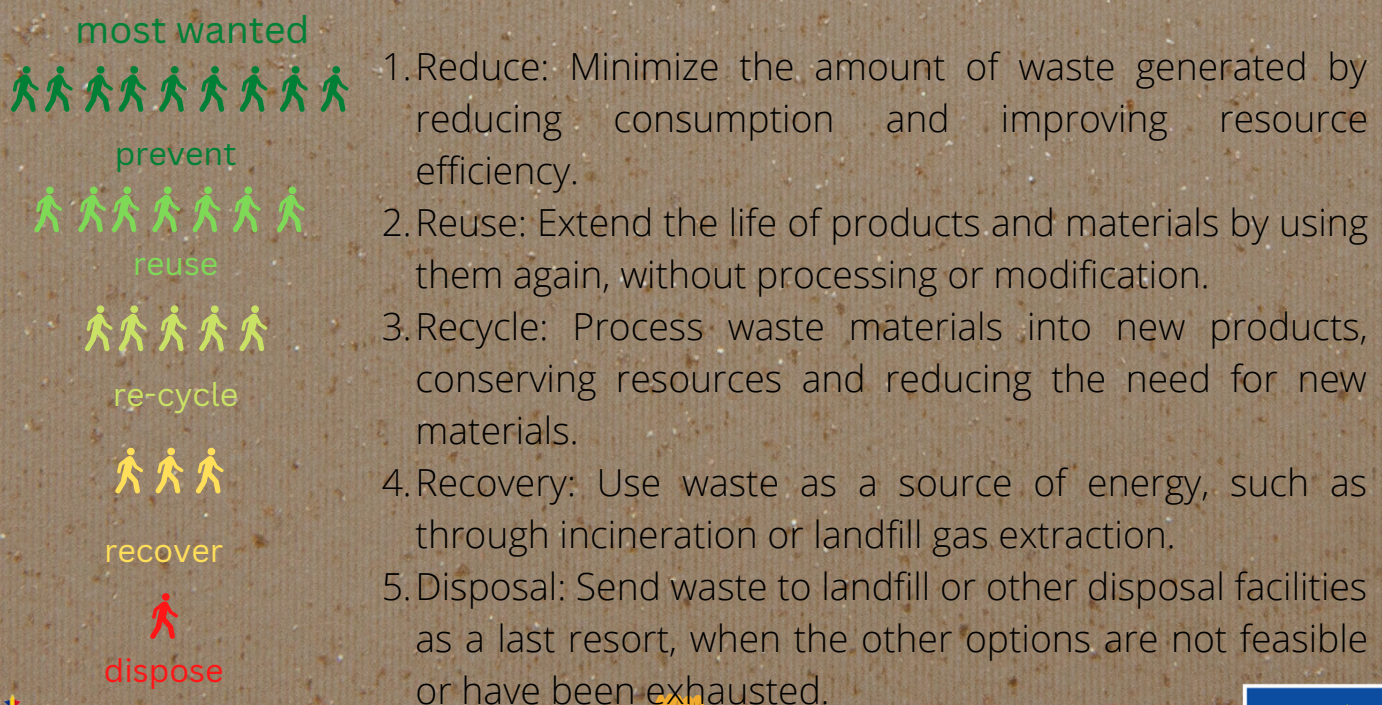 most wanted
prevent
reuse
re-cycle
recover
dispose
1. Reduce: Minimize the amount of waste generated by
reducing consumption and improving resource
efficiency.
2. Reuse: Extend the life of products and materials by using
them again, without processing or modification.
3. Recycle: Process waste materials into new products,
conserving resources and reducing the need for new
materials.
4. Recovery: Use waste as a source of energy, such as
through incineration or landfill gas extraction.
5. Disposal: Send waste to landfill or other disposal facilities
as a last resort, when the other options are not feasible
or have been exhausted.